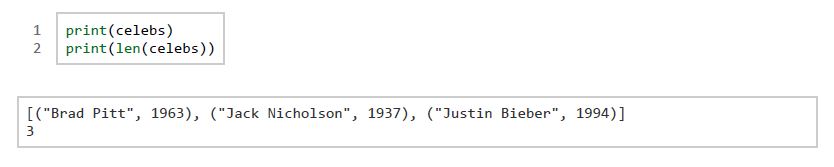 1 print(celebs)
2 print(len(celebs))
[("Brad Pitt", 1963), ("Jack Nicholson", 1937), ("Justin Bieber", 1994)]
3